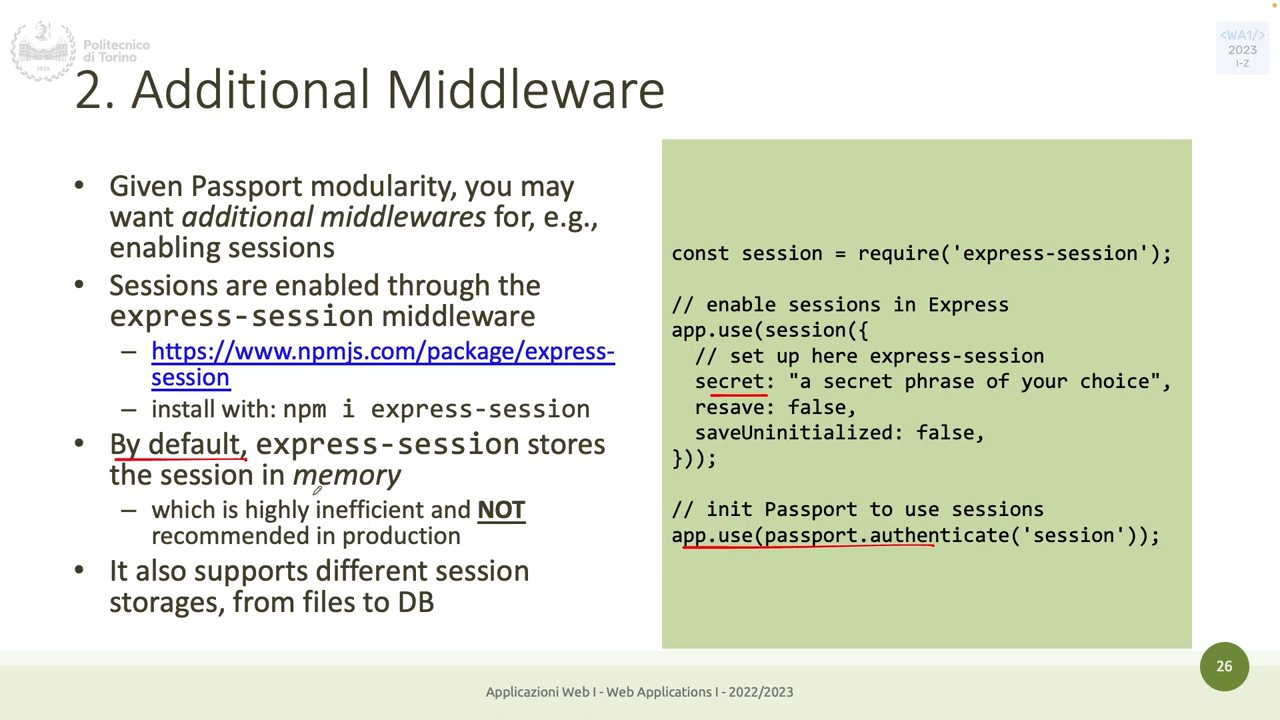 Politecnico
di Torino
<WA1/>
2023
I-Z
2. Additional Middleware
• Given Passport modularity, you may
want additional middlewares for, e.g.,
enabling sessions
• Sessions are enabled through the
express-session middleware
– https://www.npmjs.com/package/express-
session
– install with: npm i express-session
• By default, express-session stores
the session in memory
– which is highly inefficient and NOT
recommended in production
• It also supports different session
storages, from files to DB
const session = require('express-session');
// enable sessions in Express
app.use(session({
// set up here express-session
secret: "a secret phrase of your choice",
resave: false,
saveUninitialized: false,
}));
// init Passport to use sessions
app.use(passport.authenticate('session'));
26
Applicazioni Web I - Web Applications I - 2022/2023